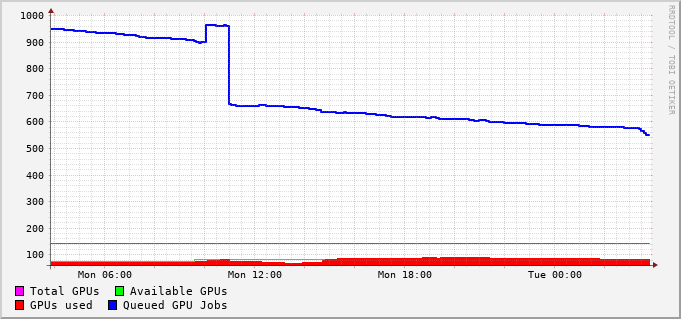 1000
900
800
700
600
500
400
300
200
100
Mon 06:00 Mon 12:00 Mon 18:00 Tue 00:00
Total GPUs Available GPUs
GPUs used Queued GPU Jobs
RRDTOOL / TOBI OETIKER